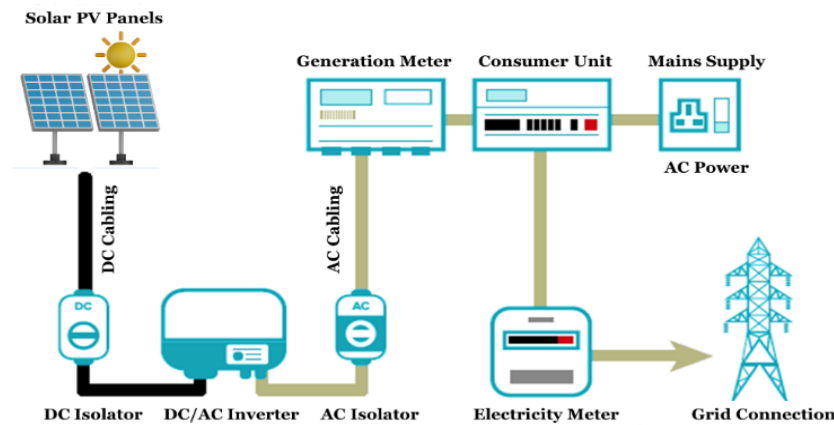 Solar PV Panels
Generation Meter
Consumer Unit
Mains Supply
AC Power
DC Cabling
AC Cabling
DC
AC
DC Isolator
DC/AC Inverter
AC Isolator
Electricity Meter
Grid Connection